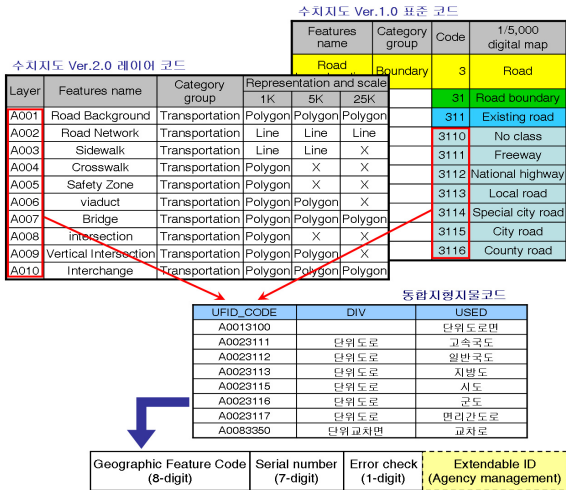 수치지도 Ver.1.0 표준 코드
Features name Category group Code 1/5,000 digital map
Road Boundary 3 Road
31 Road boundary
311 Existing road
3110 No class
3111 Freeway
3112 National highway
3113 Local road
3114 Special city road
3115 City road
3116 County road
수치지도 Ver.2.0 레이어 코드
Layer Features name Category group Representation and scale
1K 5K 25K
A001 Road Background Transportation Polygon Polygon Polygon
A002 Road Network Transportation Line Line Line
A003 Sidewalk Transportation Line Line X
A004 Crosswalk Transportation Polygon X X
A005 Safety Zone Transportation Polygon X X
A006 viaduct Transportation Polygon Polygon X
A007 Bridge Transportation Polygon Polygon Polygon
A008 intersection Transportation Polygon X X
A009 Vertical Intersection Transportation Polygon Polygon X
A010 Interchange Transportation Polygon Polygon Polygon
통합지형지물코드
UFID_CODE DIV USED
A0013100 단위도로면
A0023111 단위도로 고속국도
A0023112 단위도로 일반국도
A0023113 단위도로 지방도
A0023115 단위도로 시도
A0023116 단위도로 군도
A0023117 단위도로 면리간도로
A0083350 단위교차면 교차로
Geographic Feature Code (8-digit)
Serial number (7-digit)
Error check (1-digit)
Extendable ID (Agency management)